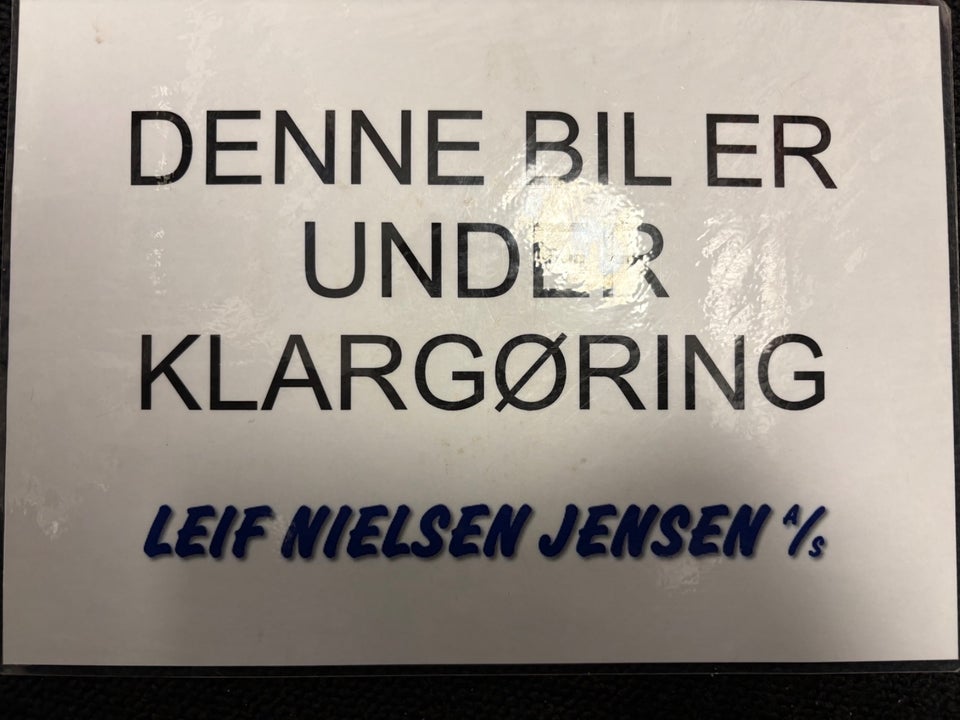 DENNE BIL ER
UNDER
KLARGØRING
LEIF NIELSEN JENSEN A/S